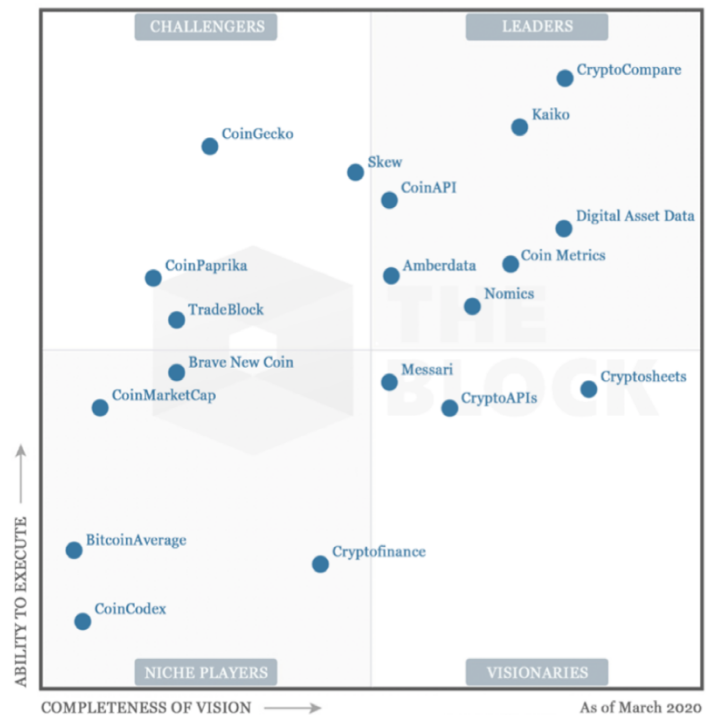 CHALLENGERS
LEADERS
CryptoCompare
Kaiko
CoinGecko
Skew
CoinAPI
Digital Asset Data
Coin Metrics
CoinPaprika
Amberdata
Nomics
TradeBlock
THE
BLOCK
Brave New Coin
Messari
Cryptosheets
CoinMarketCap
CryptoAPIs
BitcoinAverage
Cryptofinance
CoinCodex
NICHE PLAYERS
VISIONARIES
ABILITY TO EXECUTE
COMPLETENESS OF VISION
As of March 2020